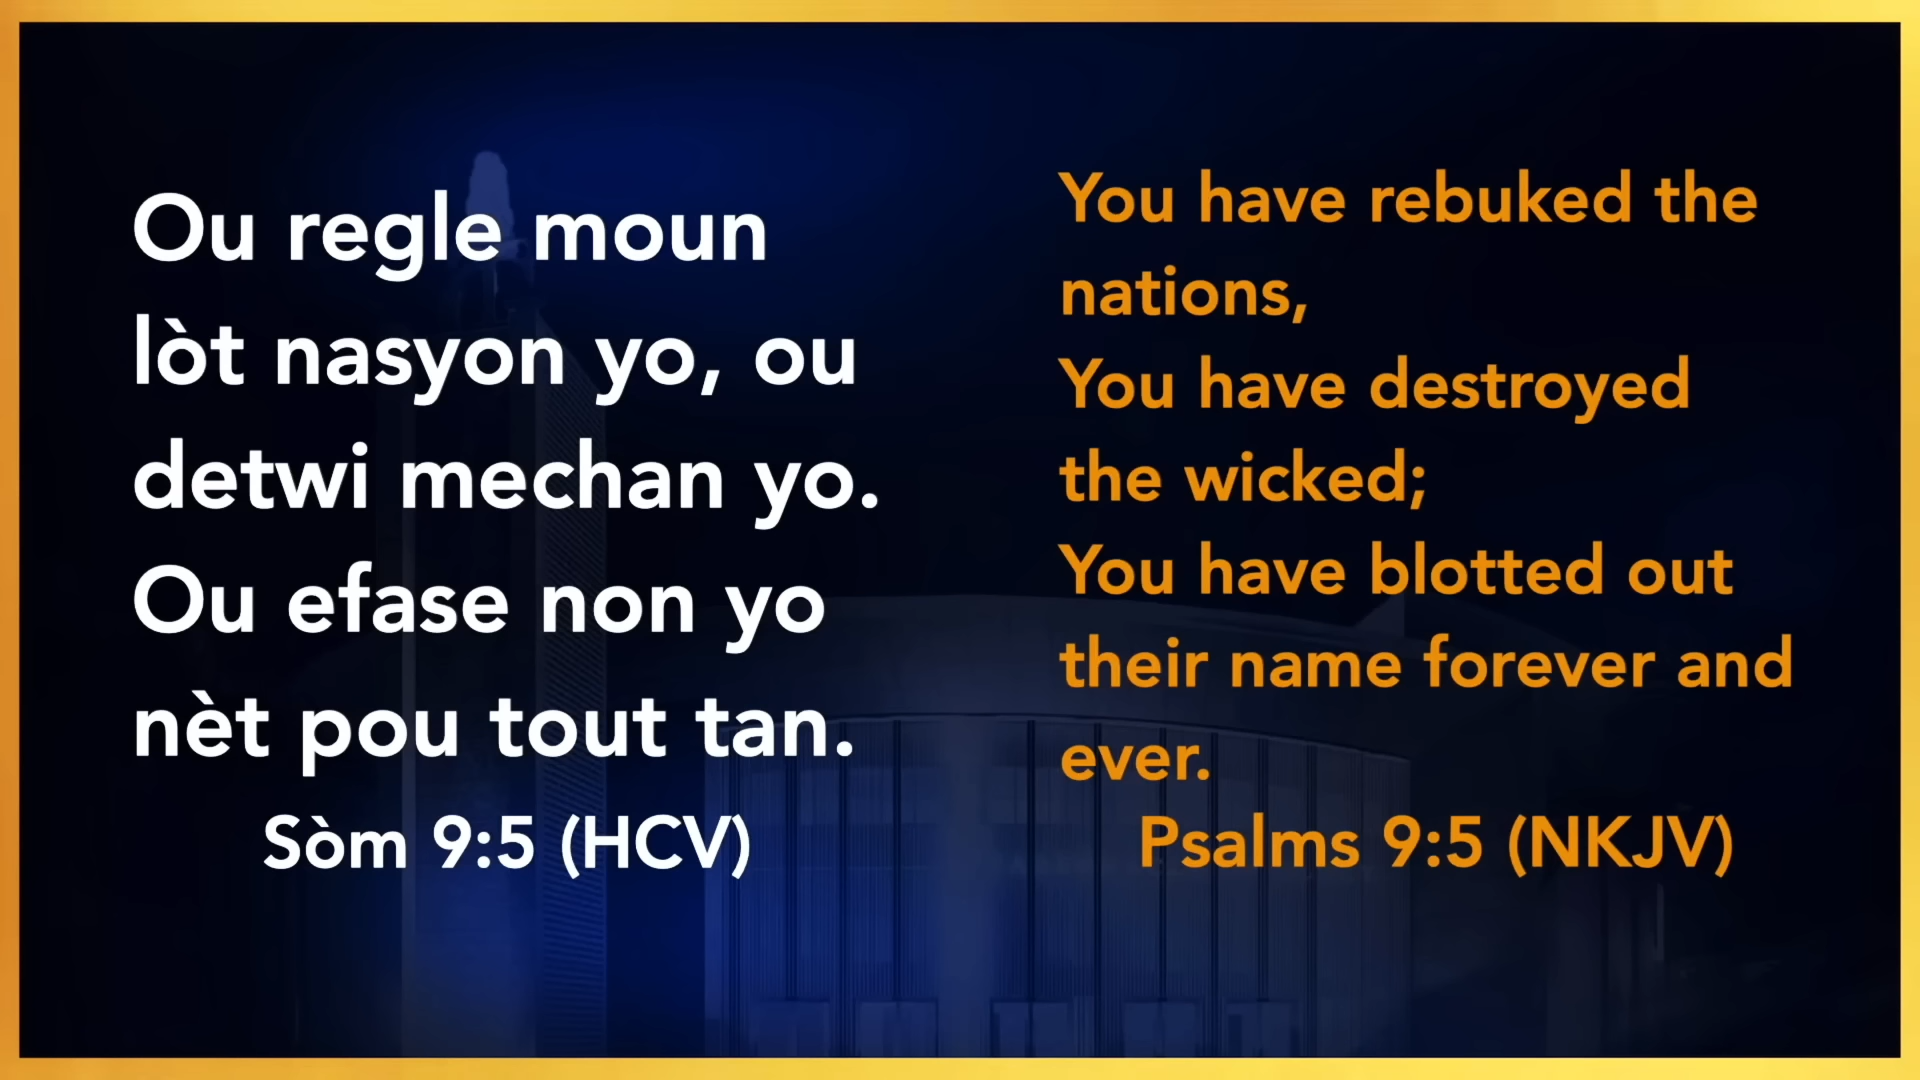 Ou regle moun
lòt nasyon yo, ou
detwi mechan yo.
Ou efase non yo
nèt pou tout tan.
Sòm 9:5 (HCV)
You have rebuked the
nations,
You have destroyed
the wicked;
You have blotted out
their name forever and
ever.
Psalms 9:5 (NKJV)